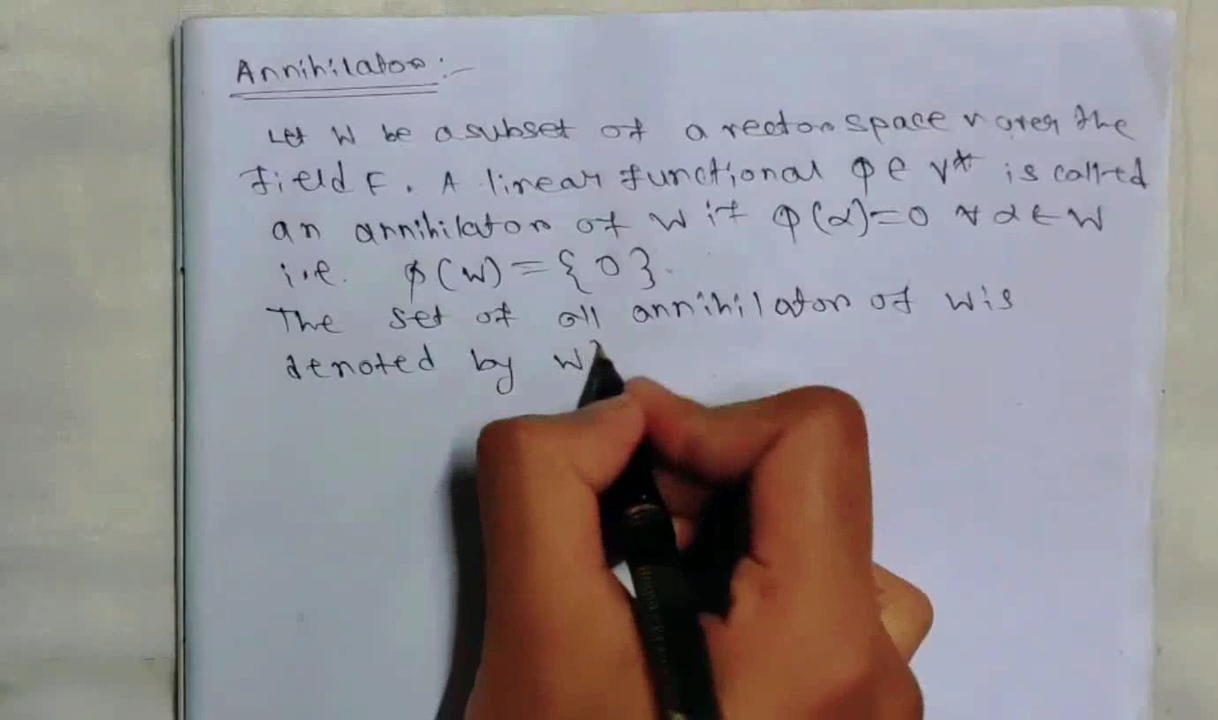 Annihilator :-
Let W be a subset of a vector space V over the
field F. A linear functional φ ∈ V* is called
an annihilator of W if φ(α)=0 ∀ α ∈ W
i.e. φ(W) = {0}.
The set of all annihilator of W is
denoted by W